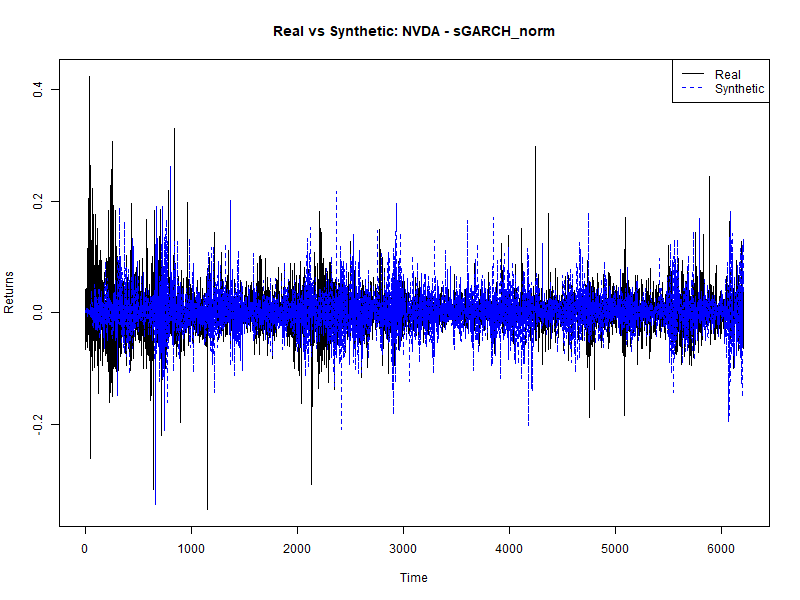 Real vs Synthetic: NVDA - sGARCH_norm
Real
Synthetic
Returns
0.4
0.2
0.0
-0.2
0 1000 2000 3000 4000 5000 6000
Time